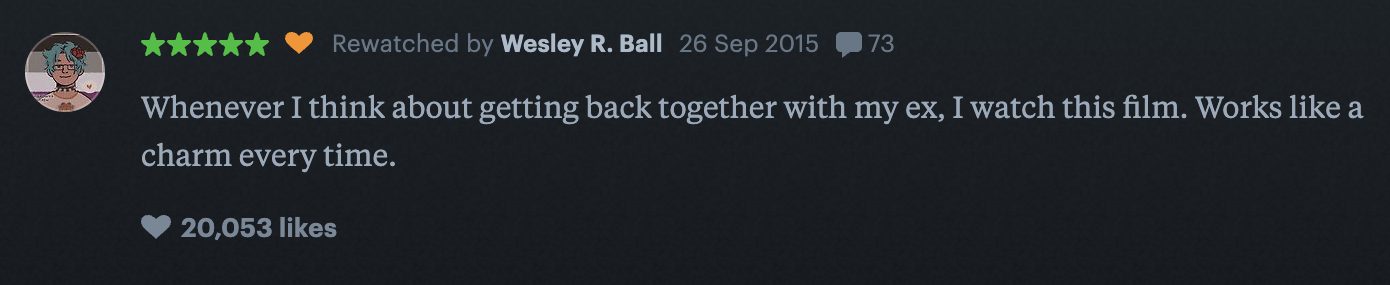 Rewatched by Wesley R. Ball 26 Sep 2015 73
Whenever I think about getting back together with my ex, I watch this film. Works like a
charm every time.
20,053 likes